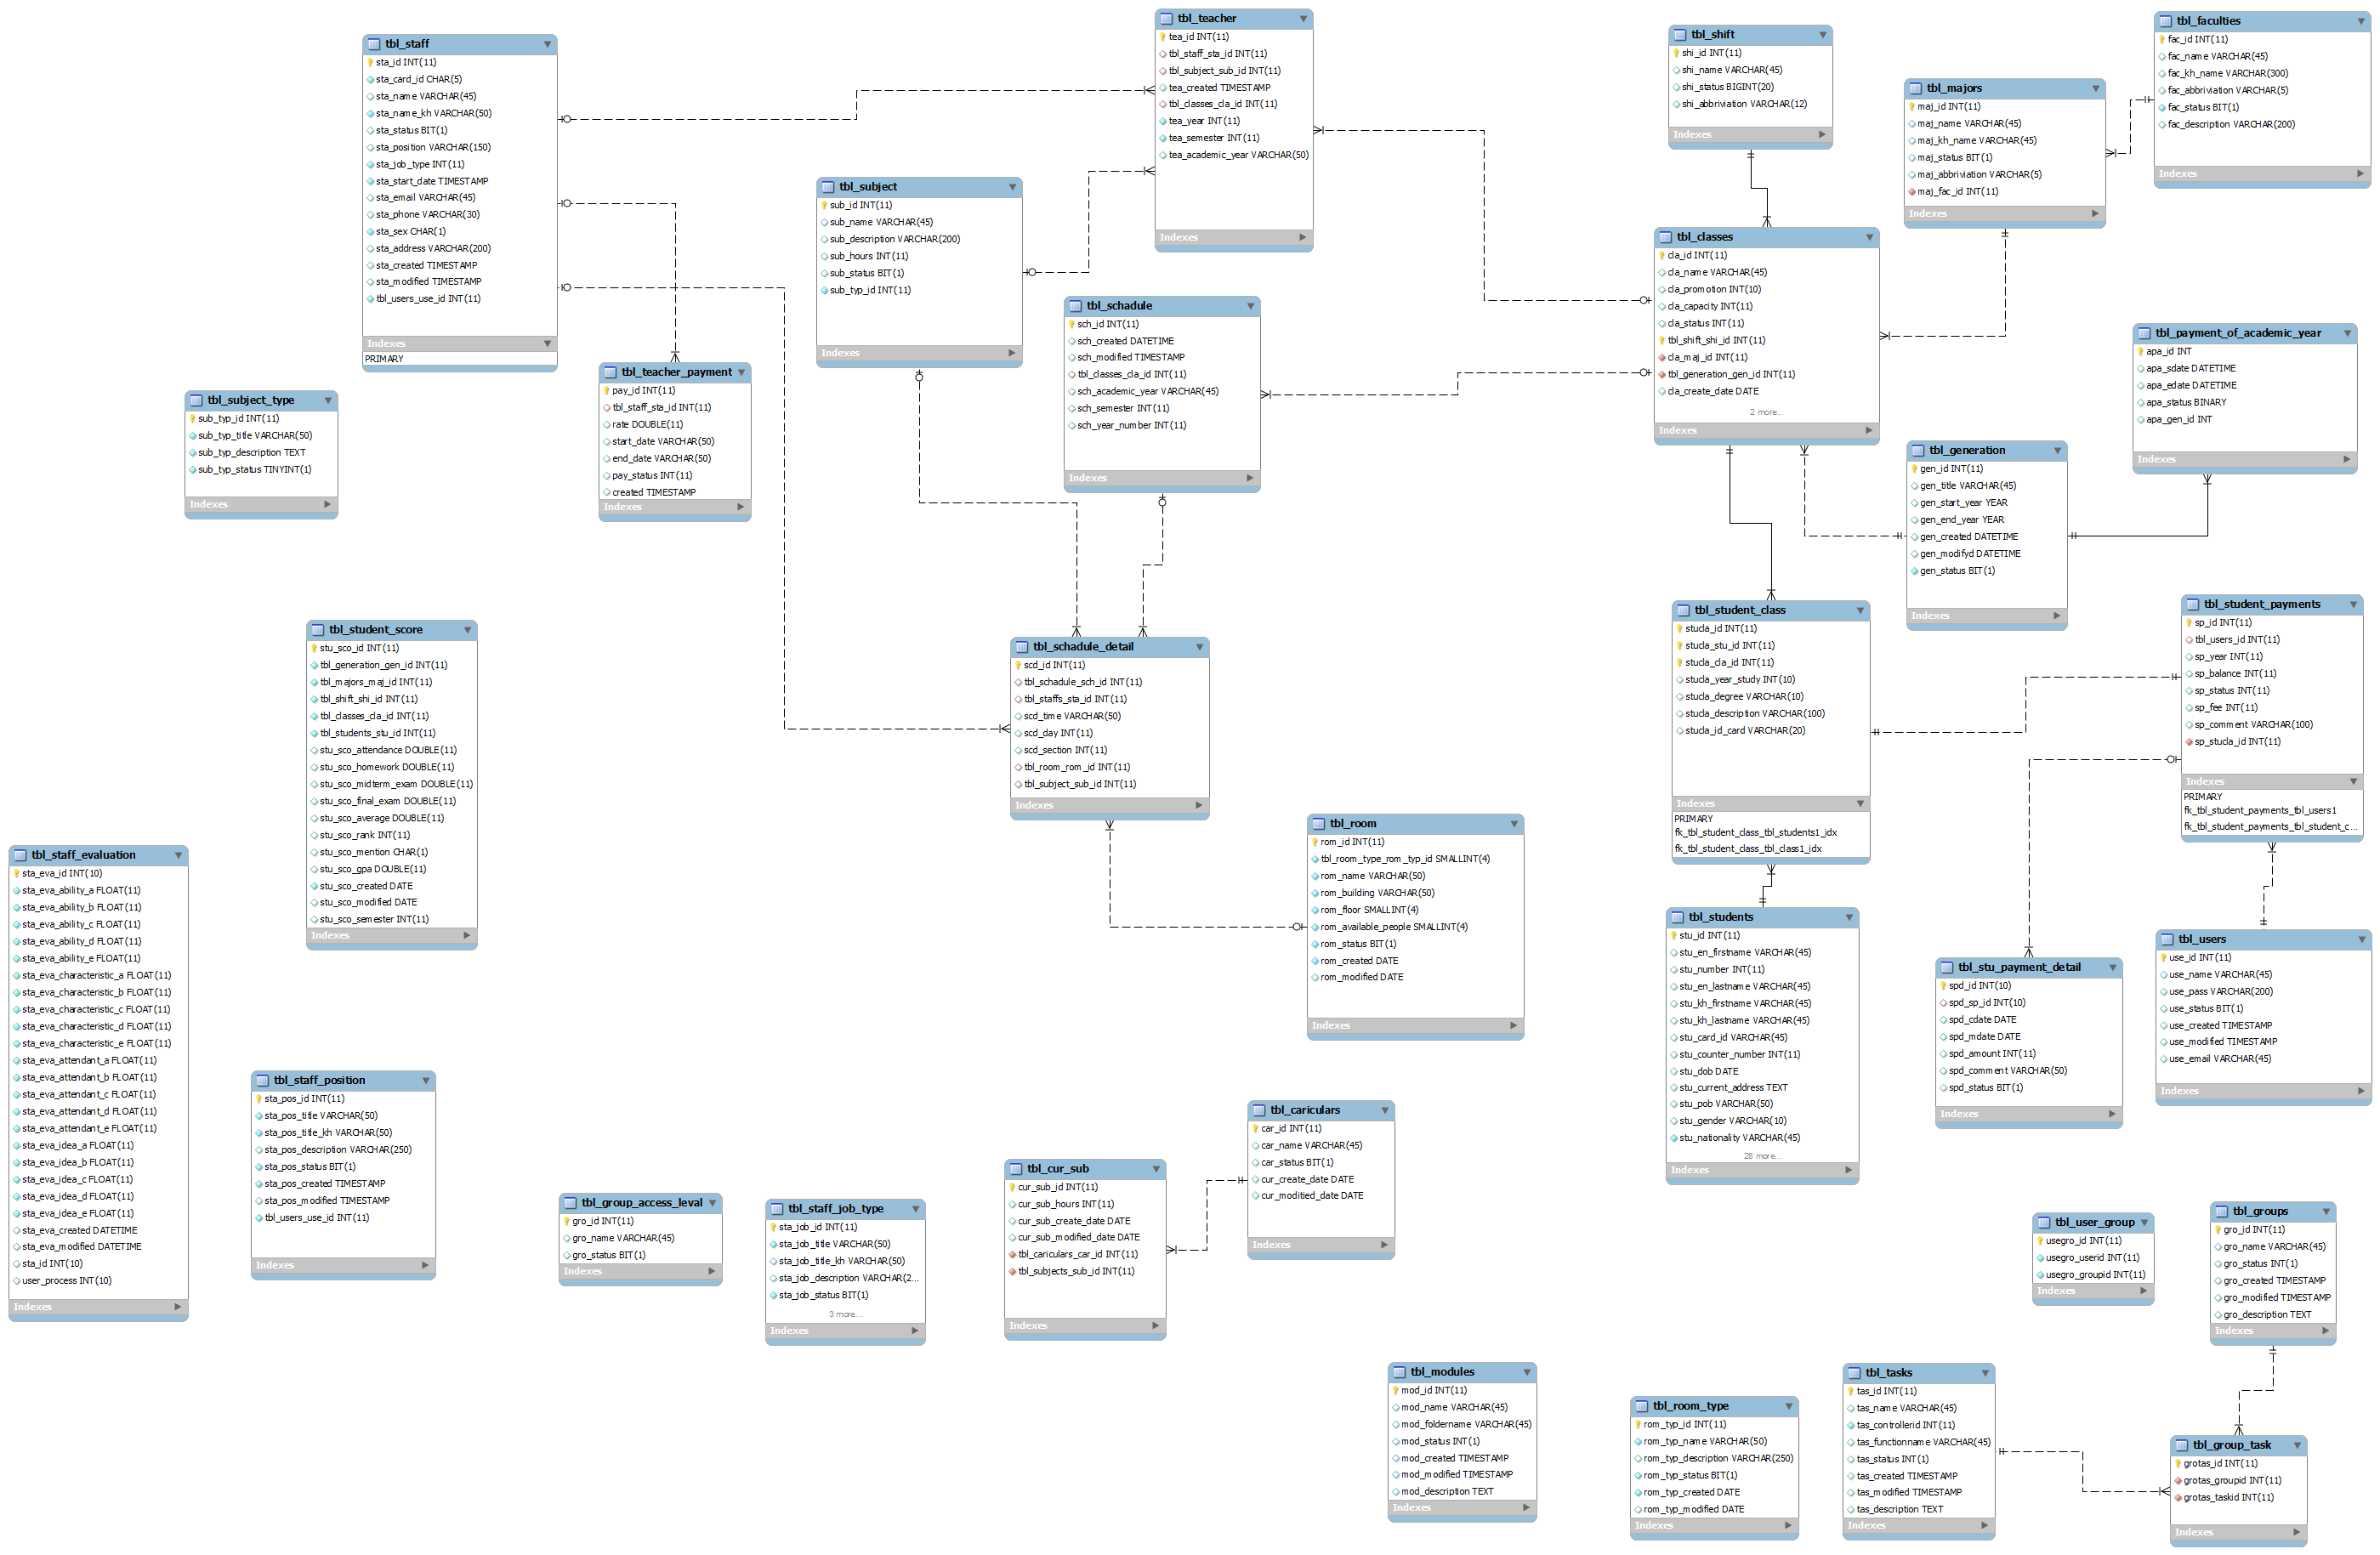 tbl_staff
sta_id INT(11)
sta_card_id CHAR(5)
sta_name VARCHAR(45)
sta_name_kh VARCHAR(50)
sta_status BIT(1)
sta_position VARCHAR(150)
sta_job_type INT(11)
sta_start_date TIMESTAMP
sta_email VARCHAR(45)
sta_phone VARCHAR(30)
sta_sex CHAR(1)
sta_address VARCHAR(200)
sta_created TIMESTAMP
sta_modified TIMESTAMP
tbl_users_use_id INT(11)
Indexes
PRIMARY
tbl_teacher
tea_id INT(11)
tbl_staff_sta_id INT(11)
tbl_subject_sub_id INT(11)
tea_created TIMESTAMP
tbl_classes_cla_id INT(11)
tea_year INT(11)
tea_semester INT(11)
tea_academic_year VARCHAR(50)
Indexes
tbl_shift
shi_id INT(11)
shi_name VARCHAR(45)
shi_status BIGINT(20)
shi_abbriviation VARCHAR(12)
Indexes
tbl_majors
maj_id INT(11)
maj_name VARCHAR(45)
maj_kh_name VARCHAR(45)
maj_status BIT(1)
maj_abbriviation VARCHAR(5)
maj_fac_id INT(11)
Indexes
tbl_faculties
fac_id INT(11)
fac_name VARCHAR(45)
fac_kh_name VARCHAR(300)
fac_abbriviation VARCHAR(5)
fac_status BIT(1)
fac_description VARCHAR(200)
Indexes
tbl_subject
sub_id INT(11)
sub_name VARCHAR(45)
sub_description VARCHAR(200)
sub_hours INT(11)
sub_status BIT(1)
sub_typ_id INT(11)
Indexes
tbl_schadule
sch_id INT(11)
sch_created DATETIME
sch_modified TIMESTAMP
tbl_classes_cla_id INT(11)
sch_academic_year VARCHAR(45)
sch_semester INT(11)
sch_year_number INT(11)
Indexes
tbl_classes
cla_id INT(11)
cla_name VARCHAR(45)
cla_promotion INT(10)
cla_capacity INT(11)
cla_status INT(11)
tbl_shift_shi_id INT(11)
cla_maj_id INT(11)
tbl_generation_gen_id INT(11)
cla_create_date DATE
2 more...
Indexes
tbl_payment_of_academic_year
apa_id INT
apa_sdate DATETIME
apa_edate DATETIME
apa_status BINARY
apa_gen_id INT
Indexes
tbl_subject_type
sub_typ_id INT(11)
sub_typ_title VARCHAR(50)
sub_typ_description TEXT
sub_typ_status TINYINT(1)
Indexes
tbl_teacher_payment
pay_id INT(11)
tbl_staff_sta_id INT(11)
rate DOUBLE(11)
start_date VARCHAR(50)
end_date VARCHAR(50)
pay_status INT(11)
created TIMESTAMP
Indexes
tbl_generation
gen_id INT(11)
gen_title VARCHAR(45)
gen_start_year YEAR
gen_end_year YEAR
gen_created DATETIME
gen_modifyd DATETIME
gen_status BIT(1)
Indexes
tbl_student_score
stu_sco_id INT(11)
tbl_generation_gen_id INT(11)
tbl_majors_maj_id INT(11)
tbl_shift_shi_id INT(11)
tbl_classes_cla_id INT(11)
tbl_students_stu_id INT(11)
stu_sco_attendance DOUBLE(11)
stu_sco_homework DOUBLE(11)
stu_sco_midterm_exam DOUBLE(11)
stu_sco_final_exam DOUBLE(11)
stu_sco_average DOUBLE(11)
stu_sco_rank INT(11)
stu_sco_mention CHAR(1)
stu_sco_gpa DOUBLE(11)
stu_sco_created DATE
stu_sco_modified DATE
stu_sco_semester INT(11)
Indexes
tbl_schadule_detail
scd_id INT(11)
tbl_schadule_sch_id INT(11)
tbl_staffs_sta_id INT(11)
scd_time VARCHAR(50)
scd_day INT(11)
scd_section INT(11)
tbl_room_rom_id INT(11)
tbl_subject_sub_id INT(11)
Indexes
tbl_student_class
stucla_id INT(11)
stucla_stu_id INT(11)
stucla_cla_id INT(11)
stucla_year_study INT(10)
stucla_degree VARCHAR(10)
stucla_description VARCHAR(100)
stucla_id_card VARCHAR(20)
Indexes
PRIMARY
fk_tbl_student_class_tbl_students1_idx
fk_tbl_student_class_tbl_class1_idx
tbl_student_payments
sp_id INT(11)
tbl_users_id INT(11)
sp_year INT(11)
sp_balance INT(11)
sp_status INT(11)
sp_fee INT(11)
sp_comment VARCHAR(100)
sp_stucla_id INT(11)
Indexes
PRIMARY
fk_tbl_student_payments_tbl_users1
fk_tbl_student_payments_tbl_student_c...
tbl_room
rom_id INT(11)
tbl_room_type_rom_typ_id SMALLINT(4)
rom_name VARCHAR(50)
rom_building VARCHAR(50)
rom_floor SMALLINT(4)
rom_available_people SMALLINT(4)
rom_status BIT(1)
rom_created DATE
rom_modified DATE
Indexes
tbl_staff_evaluation
sta_eva_id INT(10)
sta_eva_ability_a FLOAT(11)
sta_eva_ability_b FLOAT(11)
sta_eva_ability_c FLOAT(11)
sta_eva_ability_d FLOAT(11)
sta_eva_ability_e FLOAT(11)
sta_eva_characteristic_a FLOAT(11)
sta_eva_characteristic_b FLOAT(11)
sta_eva_characteristic_c FLOAT(11)
sta_eva_characteristic_d FLOAT(11)
sta_eva_characteristic_e FLOAT(11)
sta_eva_attendant_a FLOAT(11)
sta_eva_attendant_b FLOAT(11)
sta_eva_attendant_c FLOAT(11)
sta_eva_attendant_d FLOAT(11)
sta_eva_attendant_e FLOAT(11)
sta_eva_idea_a FLOAT(11)
sta_eva_idea_b FLOAT(11)
sta_eva_idea_c FLOAT(11)
sta_eva_idea_d FLOAT(11)
sta_eva_idea_e FLOAT(11)
sta_eva_created DATETIME
sta_eva_modified DATETIME
sta_id INT(10)
user_process INT(10)
Indexes
tbl_students
stu_id INT(11)
stu_en_firstname VARCHAR(45)
stu_number INT(11)
stu_en_lastname VARCHAR(45)
stu_kh_firstname VARCHAR(45)
stu_kh_lastname VARCHAR(45)
stu_card_id VARCHAR(45)
stu_counter_number INT(11)
stu_dob DATE
stu_current_address TEXT
stu_pob VARCHAR(50)
stu_gender VARCHAR(10)
stu_nationality VARCHAR(45)
28 more...
Indexes
tbl_stu_payment_detail
spd_id INT(10)
spd_sp_id INT(10)
spd_cdate DATE
spd_mdate DATE
spd_amount INT(11)
spd_comment VARCHAR(50)
spd_status BIT(1)
Indexes
tbl_users
use_id INT(11)
use_name VARCHAR(45)
use_pass VARCHAR(200)
use_status BIT(1)
use_created TIMESTAMP
use_modified TIMESTAMP
use_email VARCHAR(45)
Indexes
tbl_staff_position
sta_pos_id INT(11)
sta_pos_title VARCHAR(50)
sta_pos_title_kh VARCHAR(50)
sta_pos_description VARCHAR(250)
sta_pos_status BIT(1)
sta_pos_created TIMESTAMP
sta_pos_modified TIMESTAMP
tbl_users_use_id INT(11)
Indexes
tbl_group_access_leval
gro_id INT(11)
gro_name VARCHAR(45)
gro_status BIT(1)
Indexes
tbl_staff_job_type
sta_job_id INT(11)
sta_job_title VARCHAR(50)
sta_job_title_kh VARCHAR(50)
sta_job_description VARCHAR(2...
sta_job_status BIT(1)
3 more...
Indexes
tbl_cur_sub
cur_sub_id INT(11)
cur_sub_hours INT(11)
cur_sub_create_date DATE
cur_sub_modified_date DATE
tbl_cariculars_car_id INT(11)
tbl_subjects_sub_id INT(11)
Indexes
tbl_cariculars
car_id INT(11)
car_name VARCHAR(45)
car_status BIT(1)
cur_create_date DATE
cur_moditied_date DATE
Indexes
tbl_user_group
usegro_id INT(11)
usegro_userid INT(11)
usegro_groupid INT(11)
Indexes
tbl_groups
gro_id INT(11)
gro_name VARCHAR(45)
gro_status INT(1)
gro_created TIMESTAMP
gro_modified TIMESTAMP
gro_description TEXT
Indexes
tbl_modules
mod_id INT(11)
mod_name VARCHAR(45)
mod_foldername VARCHAR(45)
mod_status INT(1)
mod_created TIMESTAMP
mod_modified TIMESTAMP
mod_description TEXT
Indexes
tbl_room_type
rom_typ_id INT(11)
rom_typ_name VARCHAR(50)
rom_typ_description VARCHAR(250)
rom_typ_status BIT(1)
rom_typ_created DATE
rom_typ_modified DATE
Indexes
tbl_tasks
tas_id INT(11)
tas_name VARCHAR(45)
tas_controllerid INT(11)
tas_functionname VARCHAR(45)
tas_status INT(1)
tas_created TIMESTAMP
tas_modified TIMESTAMP
tas_description TEXT
Indexes
tbl_group_task
grotas_id INT(11)
grotas_groupid INT(11)
grotas_taskid INT(11)
Indexes